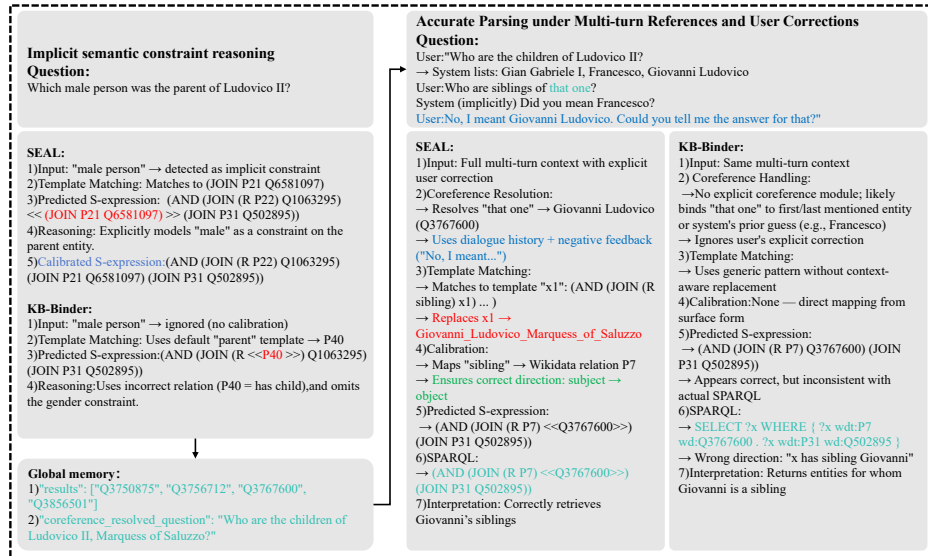 Implicit semantic constraint reasoning
Question:
Which male person was the parent of Ludovico II?
SEAL:
1)Input: "male person" → detected as implicit constraint
2)Template Matching: Matches to (JOIN P21 Q6581097)
3)Predicted S-expression: (AND (JOIN (R P22) Q1063295)
<< (JOIN P21 Q6581097) >> (JOIN P31 Q502895))
4)Reasoning: Explicitly models "male" as a constraint on the
parent entity.
5)Calibrated S-expression:(AND (JOIN (R P22) Q1063295)
(JOIN P21 Q6581097) (JOIN P31 Q502895))
KB-Binder:
1)Input: "male person" → ignored (no calibration)
2)Template Matching: Uses default "parent" template → P40
3)Predicted S-expression:(AND (JOIN (R <<P40 >>) Q1063295)
(JOIN P31 Q502895))
4)Reasoning:Uses incorrect relation (P40 = has child),and omits
the gender constraint.
Global memory:
1)"results": ["Q3750875", "Q3756712", "Q3767600",
"Q3856501"]
2)"coreference_resolved_question": "Who are the children of
Ludovico II, Marquess of Saluzzo?"
Accurate Parsing under Multi-turn References and User Corrections
Question:
User:"Who are the children of Ludovico II?
→ System lists: Gian Gabriele I, Francesco, Giovanni Ludovico
User:Who are siblings of that one?
System (implicitly) Did you mean Francesco?
User:No, I meant Giovanni Ludovico. Could you tell me the answer for that?"
SEAL:
1)Input: Full multi-turn context with explicit
user correction
2)Coreference Resolution:
→ Resolves "that one" → Giovanni Ludovico
(Q3767600)
→ Uses dialogue history + negative feedback
("No, I meant...")
3)Template Matching:
→ Matches to template "x1": (AND (JOIN (R
sibling) x1) ... )
→ Replaces x1 →
Giovanni_Ludovico_Marquess_of_Saluzzo
4)Calibration:
→ Maps "sibling" → Wikidata relation P7
→ Ensures correct direction: subject →
object
5)Predicted S-expression:
→ (AND (JOIN (R P7) <<Q3767600>>)
(JOIN P31 Q502895))
6)SPARQL:
→ (AND (JOIN (R P7) <<Q3767600>>)
(JOIN P31 Q502895))
7)Interpretation: Correctly retrieves
Giovanni's siblings
KB-Binder:
1)Input: Same multi-turn context
2) Coreference Handling:
→No explicit coreference module; likely
binds "that one" to first/last mentioned entity
or system's prior guess (e.g., Francesco)
→ Ignores user's explicit correction
3)Template Matching:
→ Uses generic pattern without context-
aware replacement
4)Calibration:None — direct mapping from
surface form
5)Predicted S-expression:
→ (AND (JOIN (R P7) Q3767600) (JOIN
P31 Q502895))
→ Appears correct, but inconsistent with
actual SPARQL
6)SPARQL:
→ SELECT ?x WHERE { ?x wdt:P7
wd:Q3767600 . ?x wdt:P31 wd:Q502895 }
→ Wrong direction: "x has sibling Giovanni"
7)Interpretation: Returns entities for whom
Giovanni is a sibling